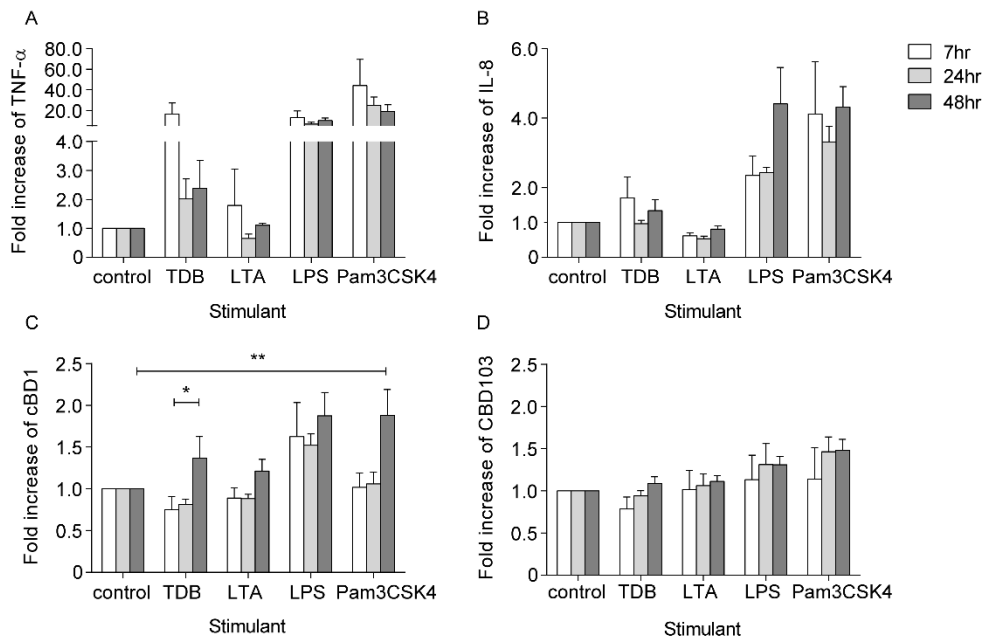 A
Fold increase of TNF-α
80.0
60.0
40.0
20.0
4.0
3.0
2.0
1.0
0
control TDB LTA LPS Pam3CSK4
Stimulant
B
Fold increase of IL-8
6.0
4.0
2.0
1.0
0
control TDB LTA LPS Pam3CSK4
Stimulant
7hr
24hr
48hr
C
Fold increase of cBD1
2.5
2.0
1.5
1.0
0.5
0
**
*
control TDB LTA LPS Pam3CSK4
Stimulant
D
Fold increase of CBD103
2.5
2.0
1.5
1.0
0.5
0
control TDB LTA LPS Pam3CSK4
Stimulant